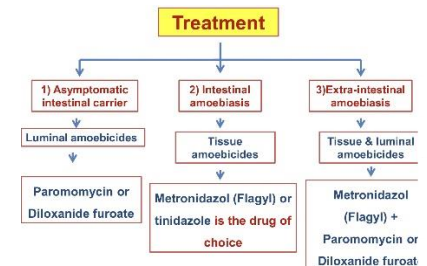 Treatment
1) Asymptomatic
intestinal carrier
2) Intestinal
amoebiasis
3)Extra-intestinal
amoebiasis
Luminal amoebicides
Tissue
amoebicides
Tissue & luminal
amoebicides
Paromomycin or
Diloxanide furoate
Metronidazol (Flagyl) or
tinidazole is the drug of
choice
Metronidazol
(Flagyl) +
Paromomycin or
Diloxanide furoate